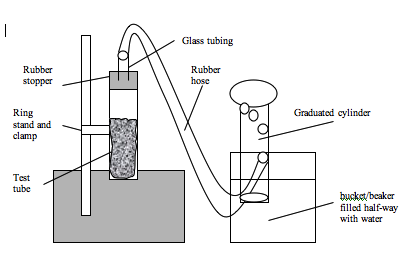 Glass tubing
Rubber
stopper
Rubber
hose
Ring
stand and
clamp
Graduated cylinder
Test
tube
bucket/beaker
filled half-way
with water